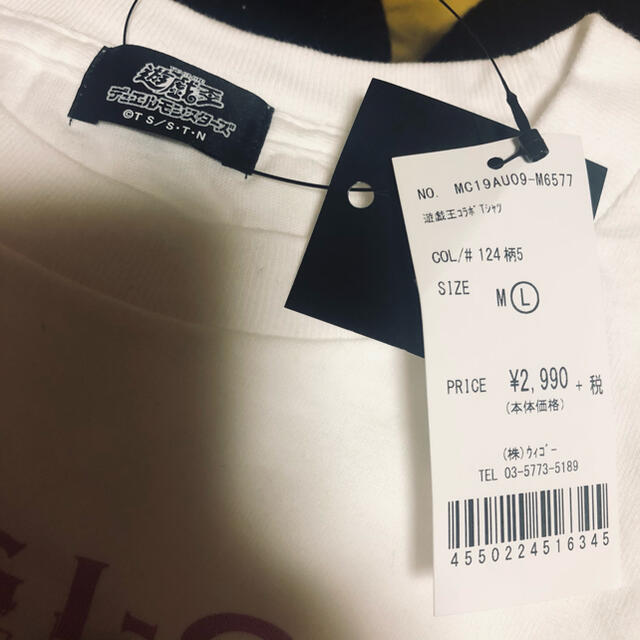 遊戯王
デュエルモンスターズ
©TS/S・T・N
NO. MC19AU09-M6577
遊戯王コラボTシャツ
COL/# 124 柄5
SIZE M L
PRICE ¥2,990 +税
(本体価格)
(株)ウィゴー
TEL 03-5773-5189
4550224516345